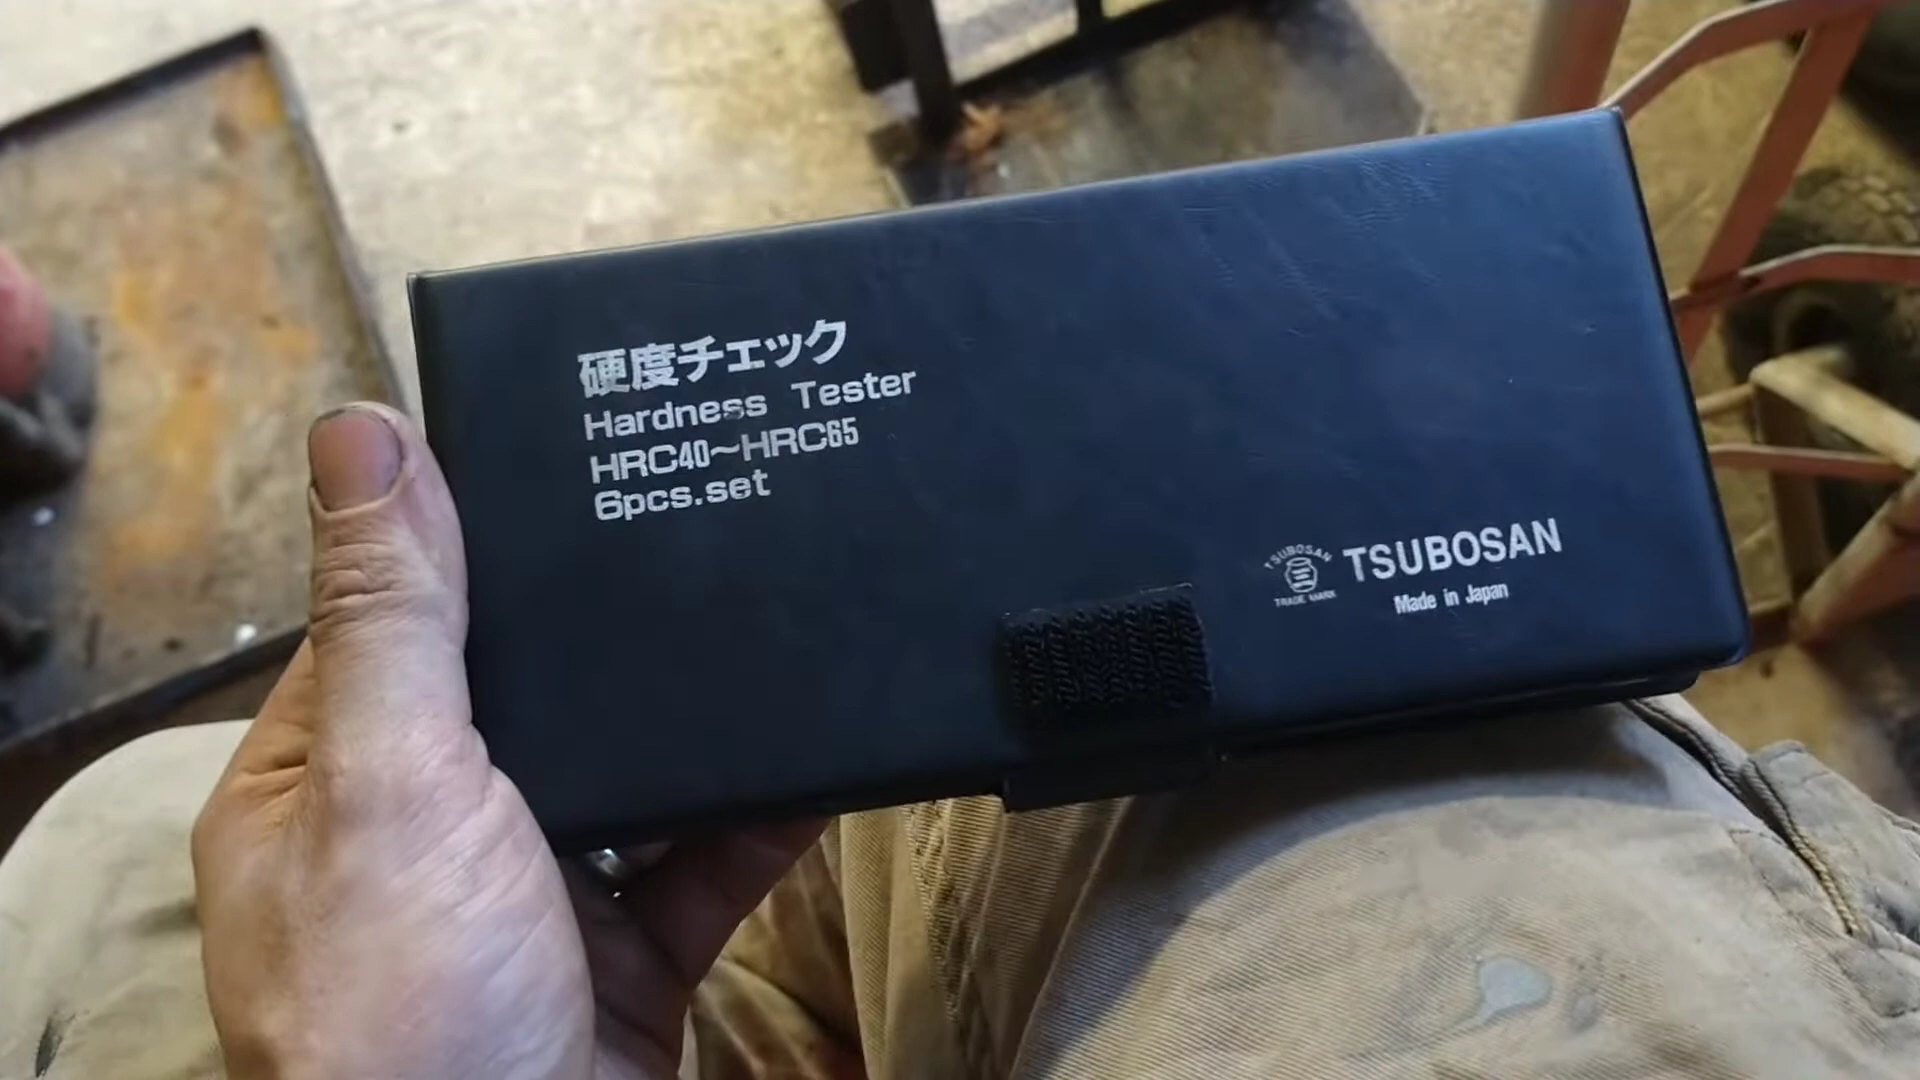 硬度チェック
Hardness Tester
HRC40～HRC65
6pcs.set
TSUBOSAN
三
TRADE MARK
TSUBOSAN
Made in Japan